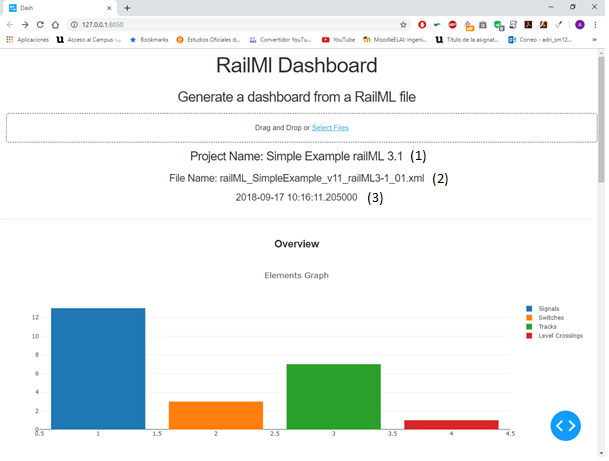 Dash
127.0.0.1:8050
Aplicaciones Acceso al Campus -... Bookmarks Estudios Oficiales d... Convertidor YouTu... YouTube MoodleELAI: Ingeni... Título de la asignat... Correo - adri_sm12...
RailMl Dashboard
Generate a dashboard from a RailML file
Drag and Drop or Select Files
Project Name: Simple Example railML 3.1 (1)
File Name: railML_SimpleExample_v11_railML3-1_01.xml (2)
2018-09-17 10:16:11.205000 (3)
Overview
Elements Graph
Signals
Switches
Tracks
Level Crossings
12
10
8
6
4
2
0
0.5 1 1.5 2 2.5 3 3.5 4 4.5